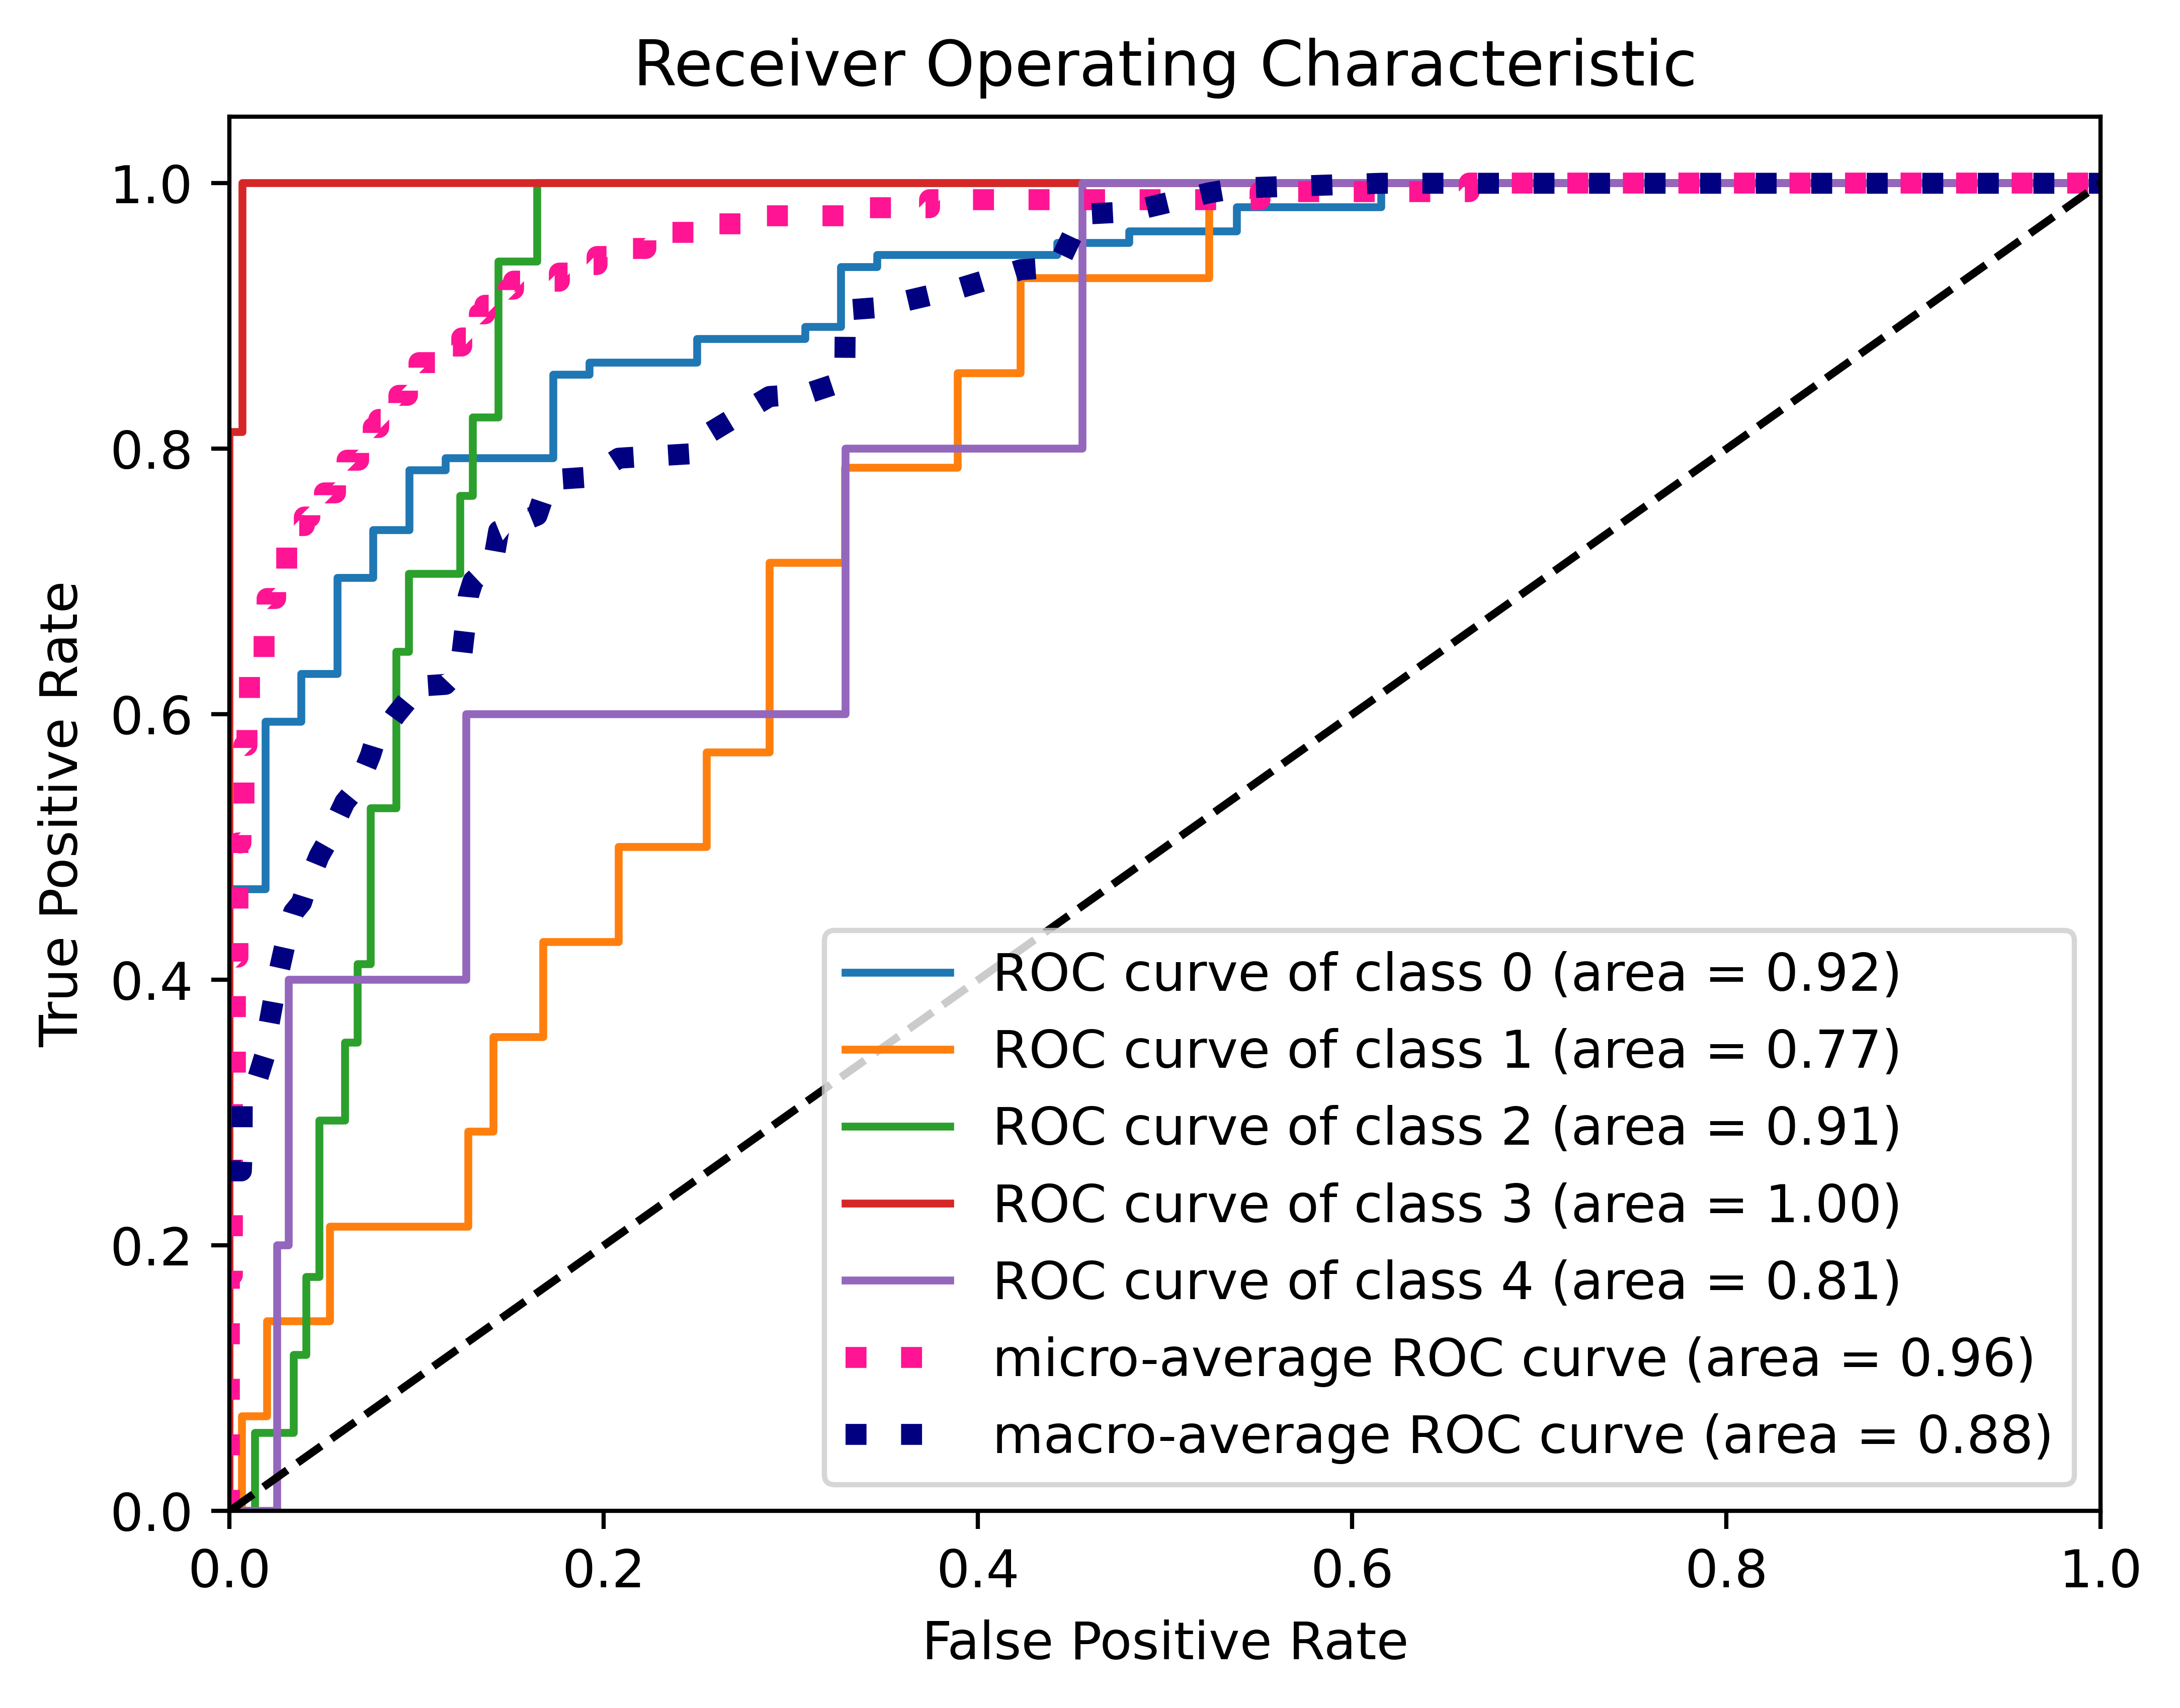 Receiver Operating Characteristic
1.0
0.8
0.6
0.4
0.2
0.0
True Positive Rate
ROC curve of class 0 (area = 0.92)
ROC curve of class 1 (area = 0.77)
ROC curve of class 2 (area = 0.91)
ROC curve of class 3 (area = 1.00)
ROC curve of class 4 (area = 0.81)
micro-average ROC curve (area = 0.96)
macro-average ROC curve (area = 0.88)
0.0 0.2 0.4 0.6 0.8 1.0
False Positive Rate